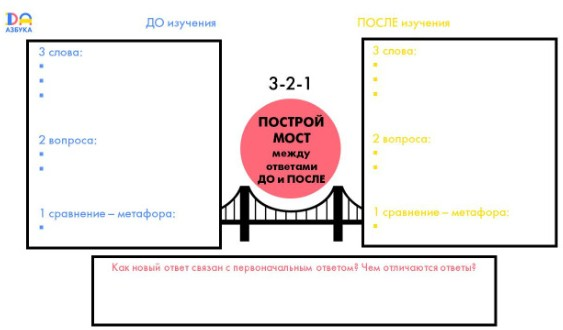 DA
АЗБУКА
ДО изучения
ПОСЛЕ изучения
3 слова:
2 вопроса:
1 сравнение – метафора:
3-2-1
ПОСТРОЙ
МОСТ
между
ответами
ДО и ПОСЛЕ
3 слова:
2 вопроса:
1 сравнение – метафора:
Как новый ответ связан с первоначальным ответом? Чем отличаются ответы?